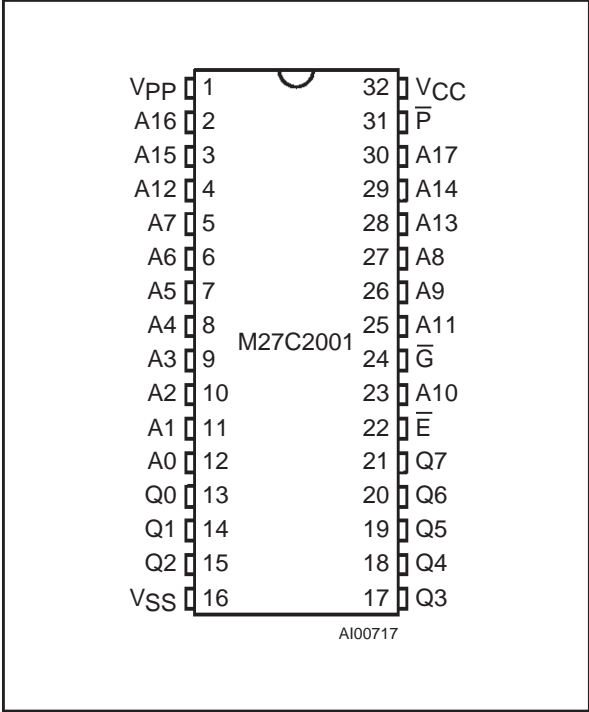 VPP 1 32 VCC
A16 2 31 P̅
A15 3 30 A17
A12 4 29 A14
A7 5 28 A13
A6 6 27 A8
A5 7 26 A9
A4 8 25 A11
M27C2001
A3 9 24 G̅
A2 10 23 A10
A1 11 22 E̅
A0 12 21 Q7
Q0 13 20 Q6
Q1 14 19 Q5
Q2 15 18 Q4
VSS 16 17 Q3
AI00717